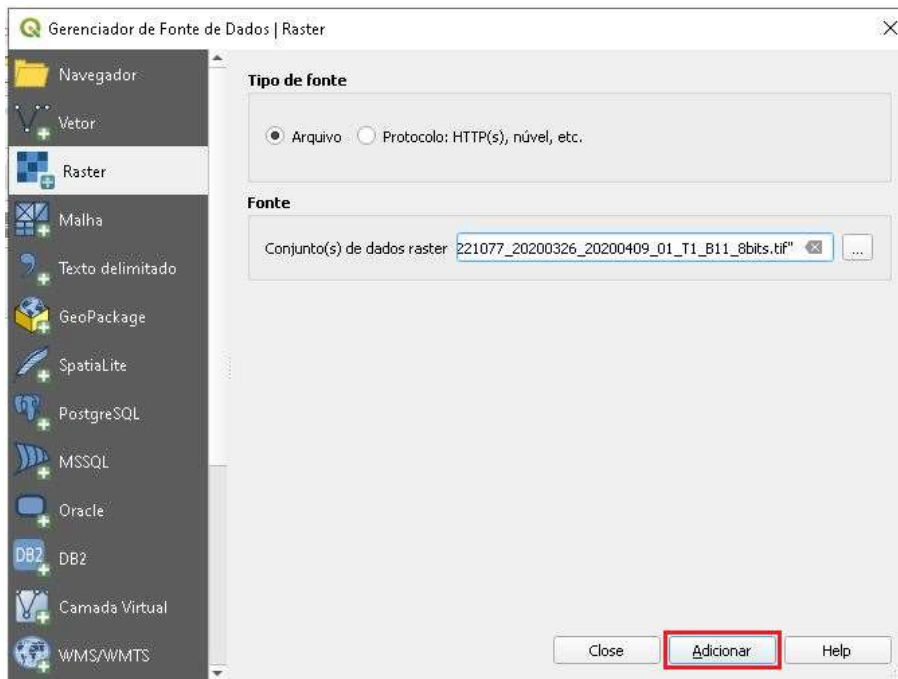 Gerenciador de Fonte de Dados | Raster
Navegador
Vetor
Raster
Malha
Texto delimitado
GeoPackage
SpatiaLite
PostgreSQL
MSSQL
Oracle
DB2 DB2
Camada Virtual
WMS/WMTS
Tipo de fonte
Arquivo Protocolo: HTTP(s), núvel, etc.
Fonte
Conjunto(s) de dados raster 221077_20200326_20200409_01_T1_B11_8bits.tif" ...
Close Adicionar Help